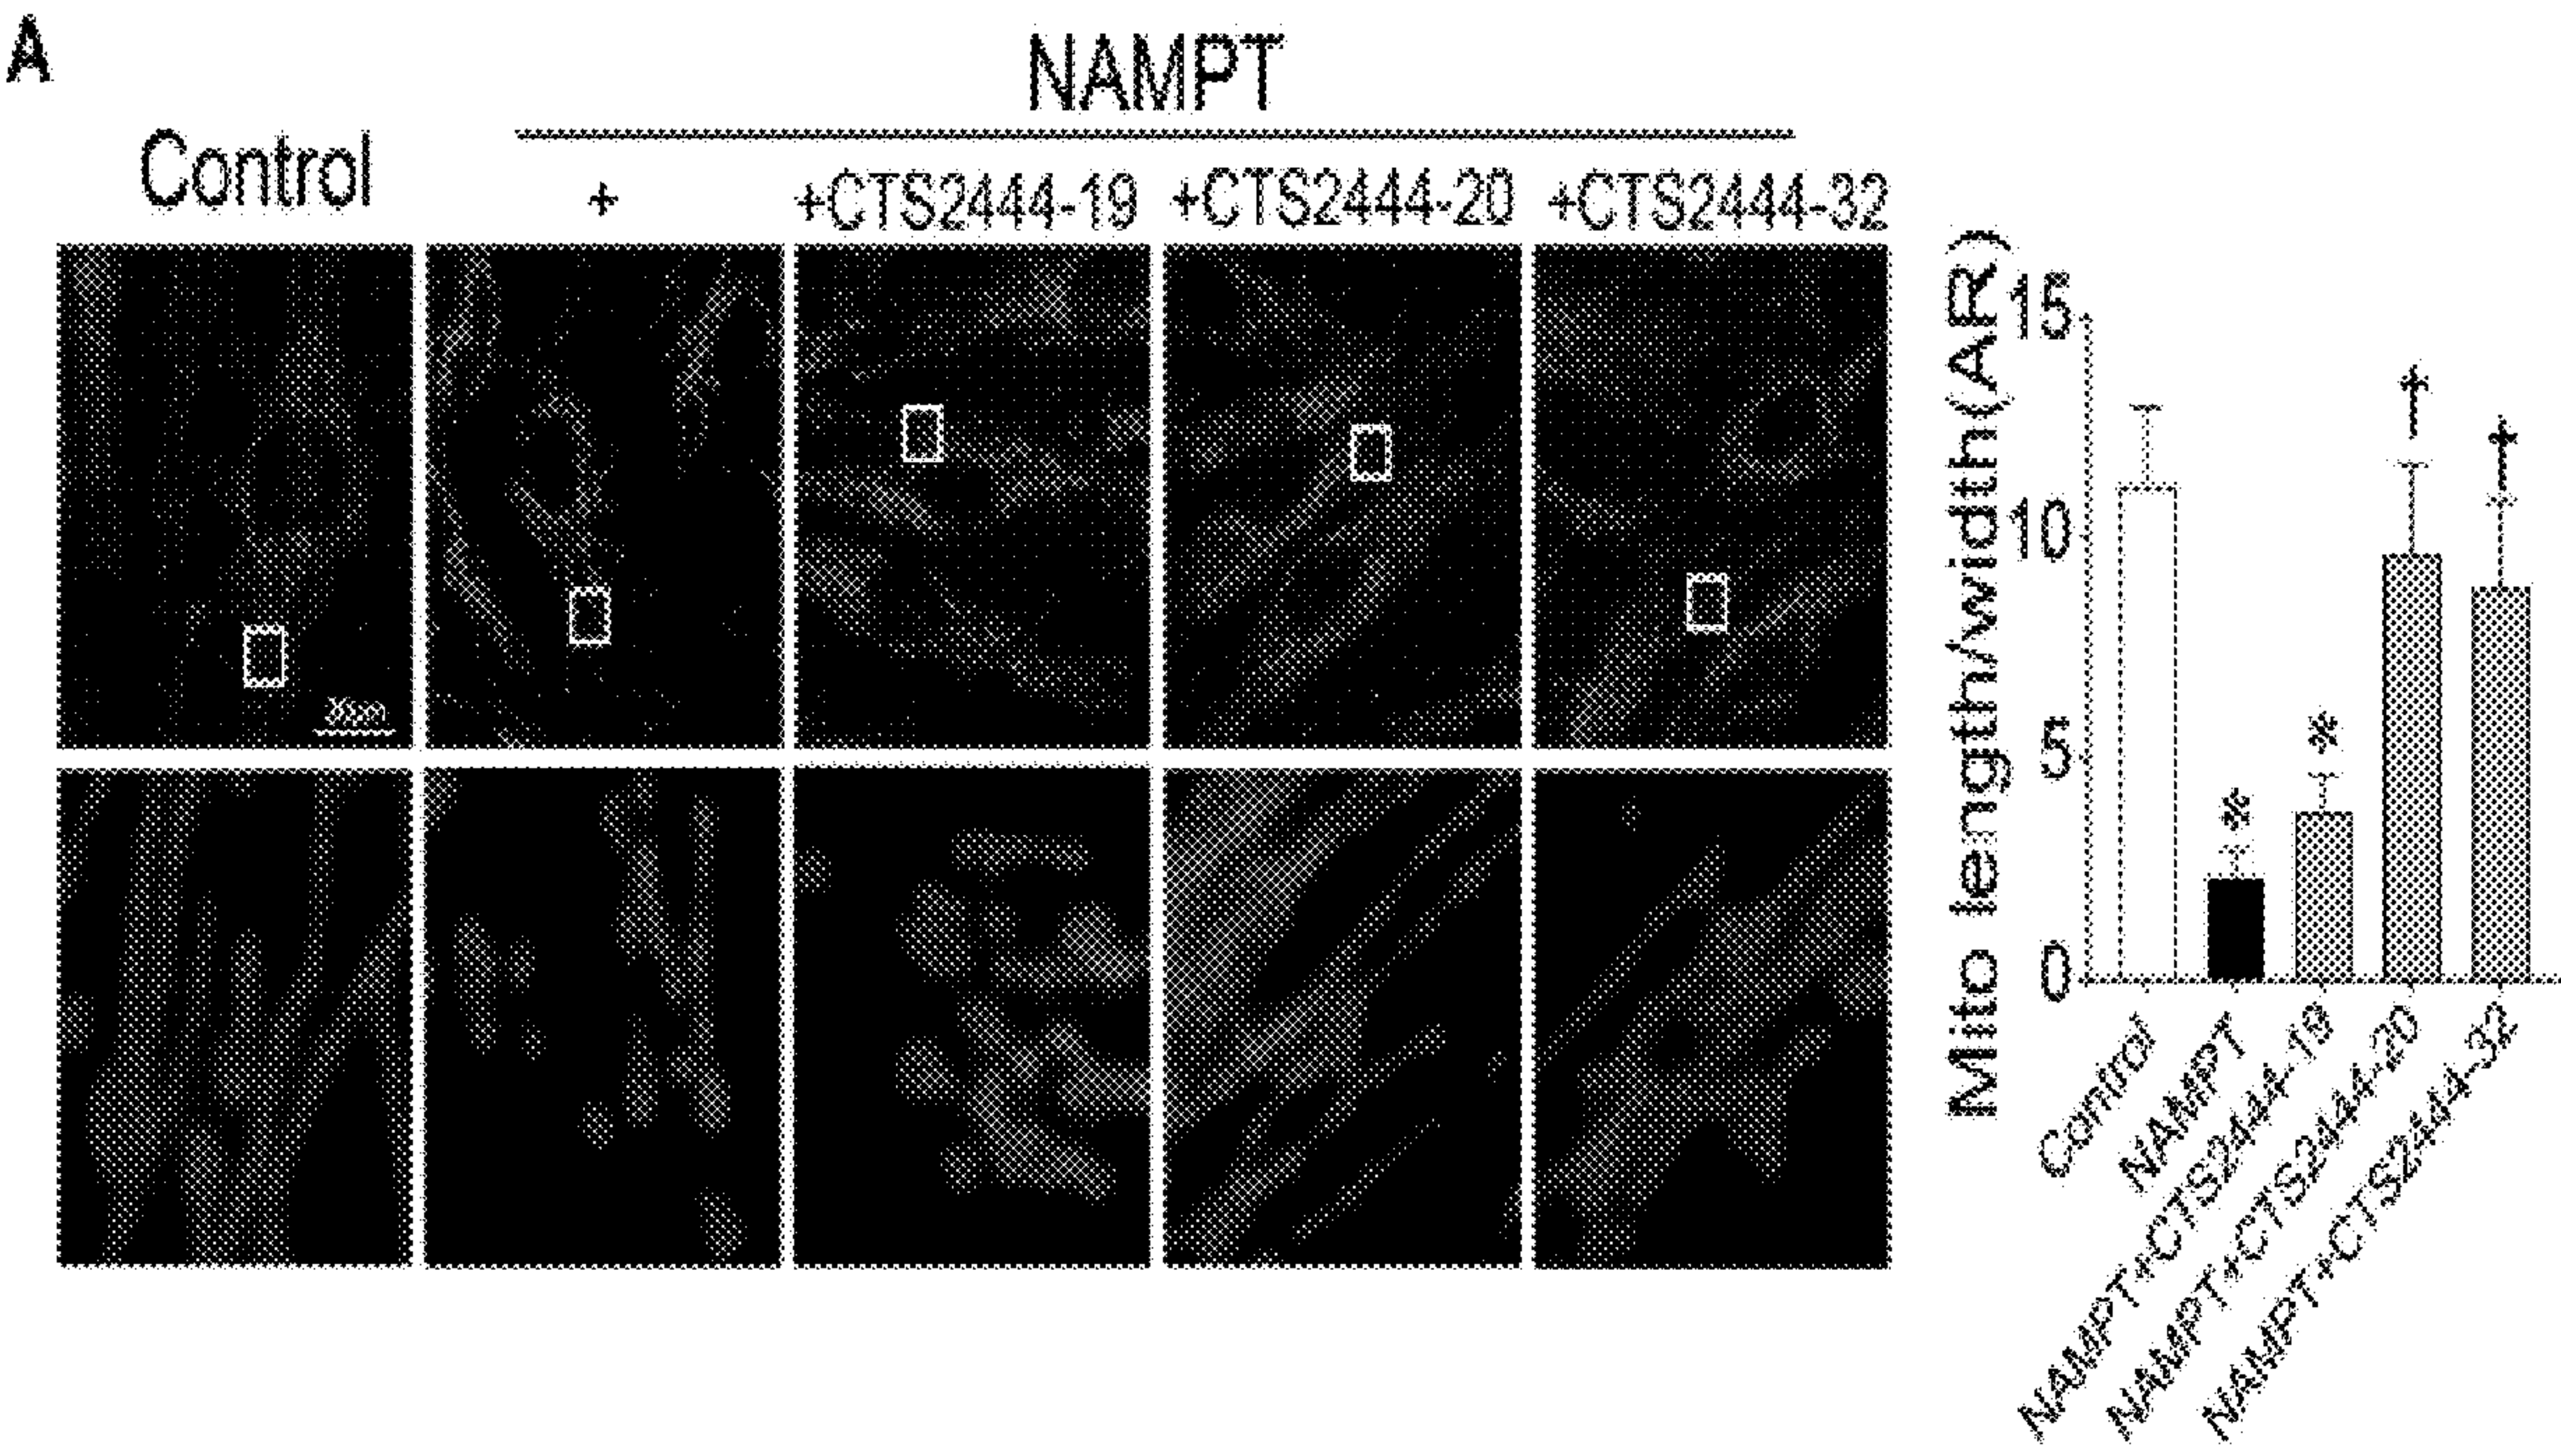 A
NAMPT
Control
+
+CTS2444-19
+CTS2444-20
+CTS2444-32
Mito length/width(AR)
15
10
5
0
†
†
*
*
Control
NAMPT
NAMPT+CTS2444-19
NAMPT+CTS2444-20
NAMPT+CTS2444-32